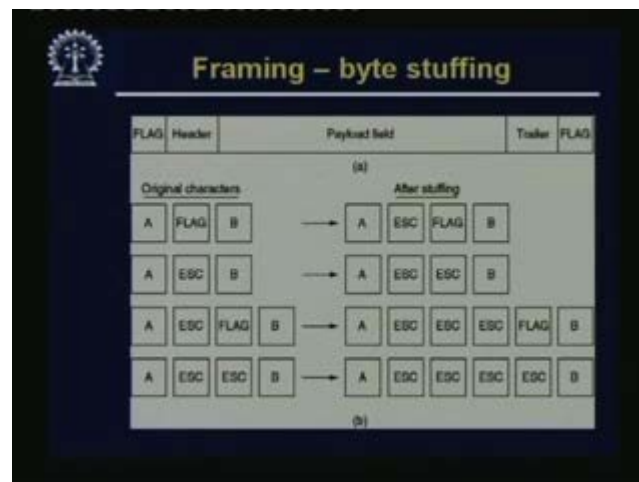 Framing – byte stuffing
FLAG Header Payload field Trailer FLAG
(a)
Original characters After stuffing
A FLAG B A ESC FLAG B
A ESC B A ESC ESC B
A ESC FLAG B A ESC ESC ESC FLAG B
A ESC ESC B A ESC ESC ESC ESC B
(b)